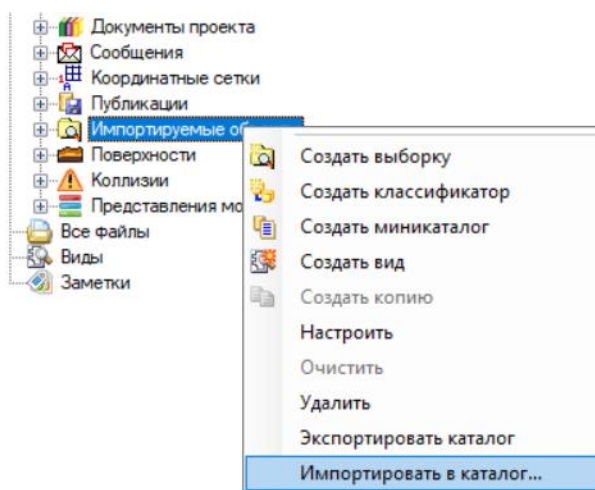 Документы проекта
Сообщения
Координатные сетки
Публикации
Импортируемые об
Поверхности
Коллизии
Представления мо
Все файлы
Виды
Заметки
Создать выборку
Создать классификатор
Создать миникаталог
Создать вид
Создать копию
Настроить
Очистить
Удалить
Экспортировать каталог
Импортировать в каталог...